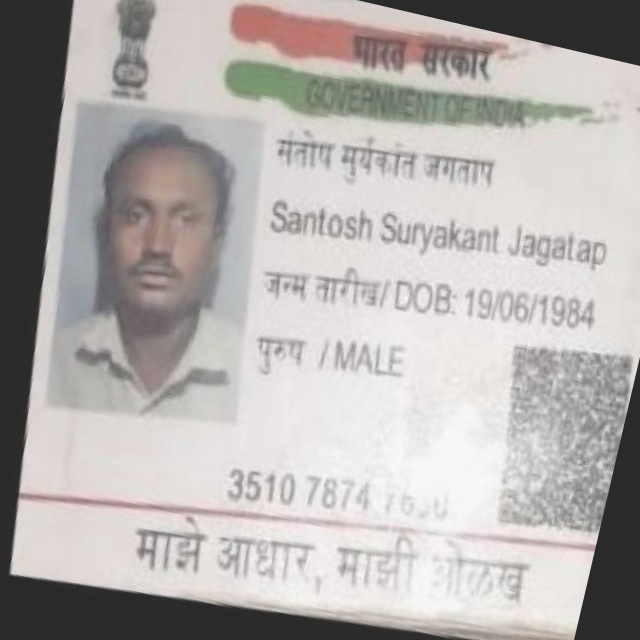 भारत सरकार
GOVERNMENT OF INDIA
संतोष सुर्यकांत जगताप
Santosh Suryakant Jagatap
जन्म तारीख/ DOB: 19/06/1984
पुरुष / MALE
3510 7874
माझे आधार, माझी ओळख